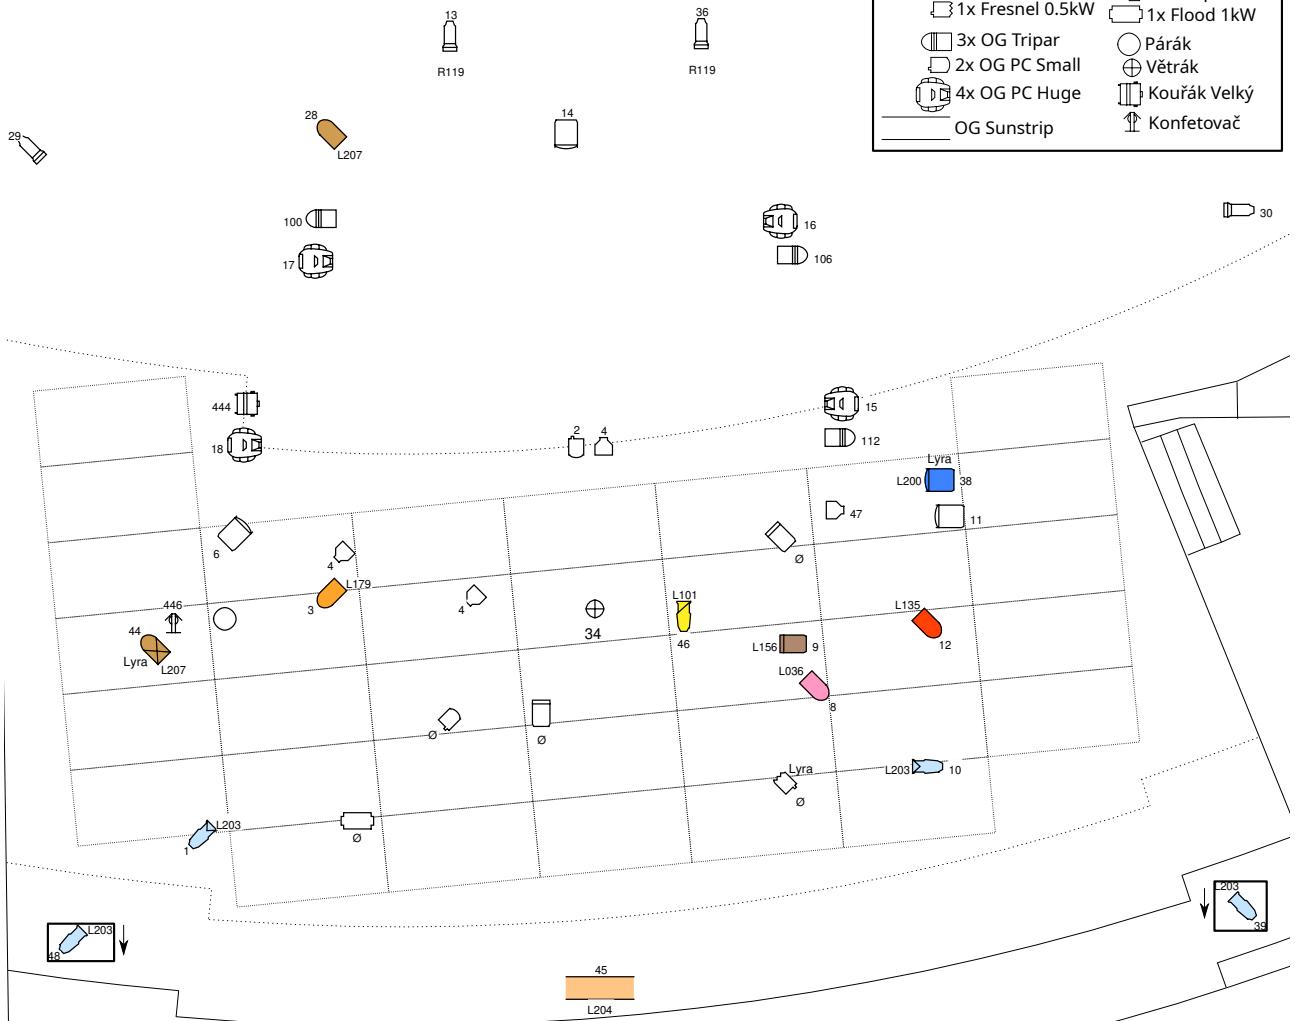 13
36
1x Fresnel 0.5kW
1x Flood 1kW
3x OG Tripar
Párák
2x OG PC Small
Větrák
4x OG PC Huge
Kouřák Velký
OG Sunstrip
Konfetovač
R119
R119
28
14
29
L207
100
16
30
17
106
444
15
18
2
4
112
Lyra
L200
38
6
47
11
4
Ø
L179
3
4
L101
446
34
L135
44
46
L156
9
12
Lyra
L207
L036
8
Ø
Ø
Lyra
L203
10
Ø
L203
1
Ø
L203
39
L203
48
45
L204